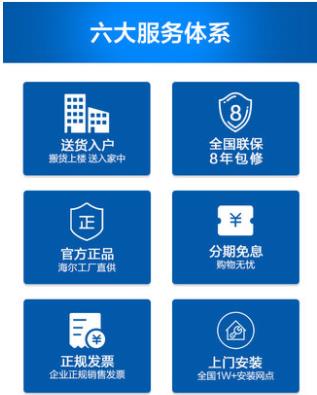 六大服务体系
送货入户
搬货上楼 送入家中
8
全国联保
8年包修
正
官方正品
海尔工厂直供
¥
分期免息
购物无忧
¥
正规发票
企业正规销售发票
上门安装
全国1W+安装网点